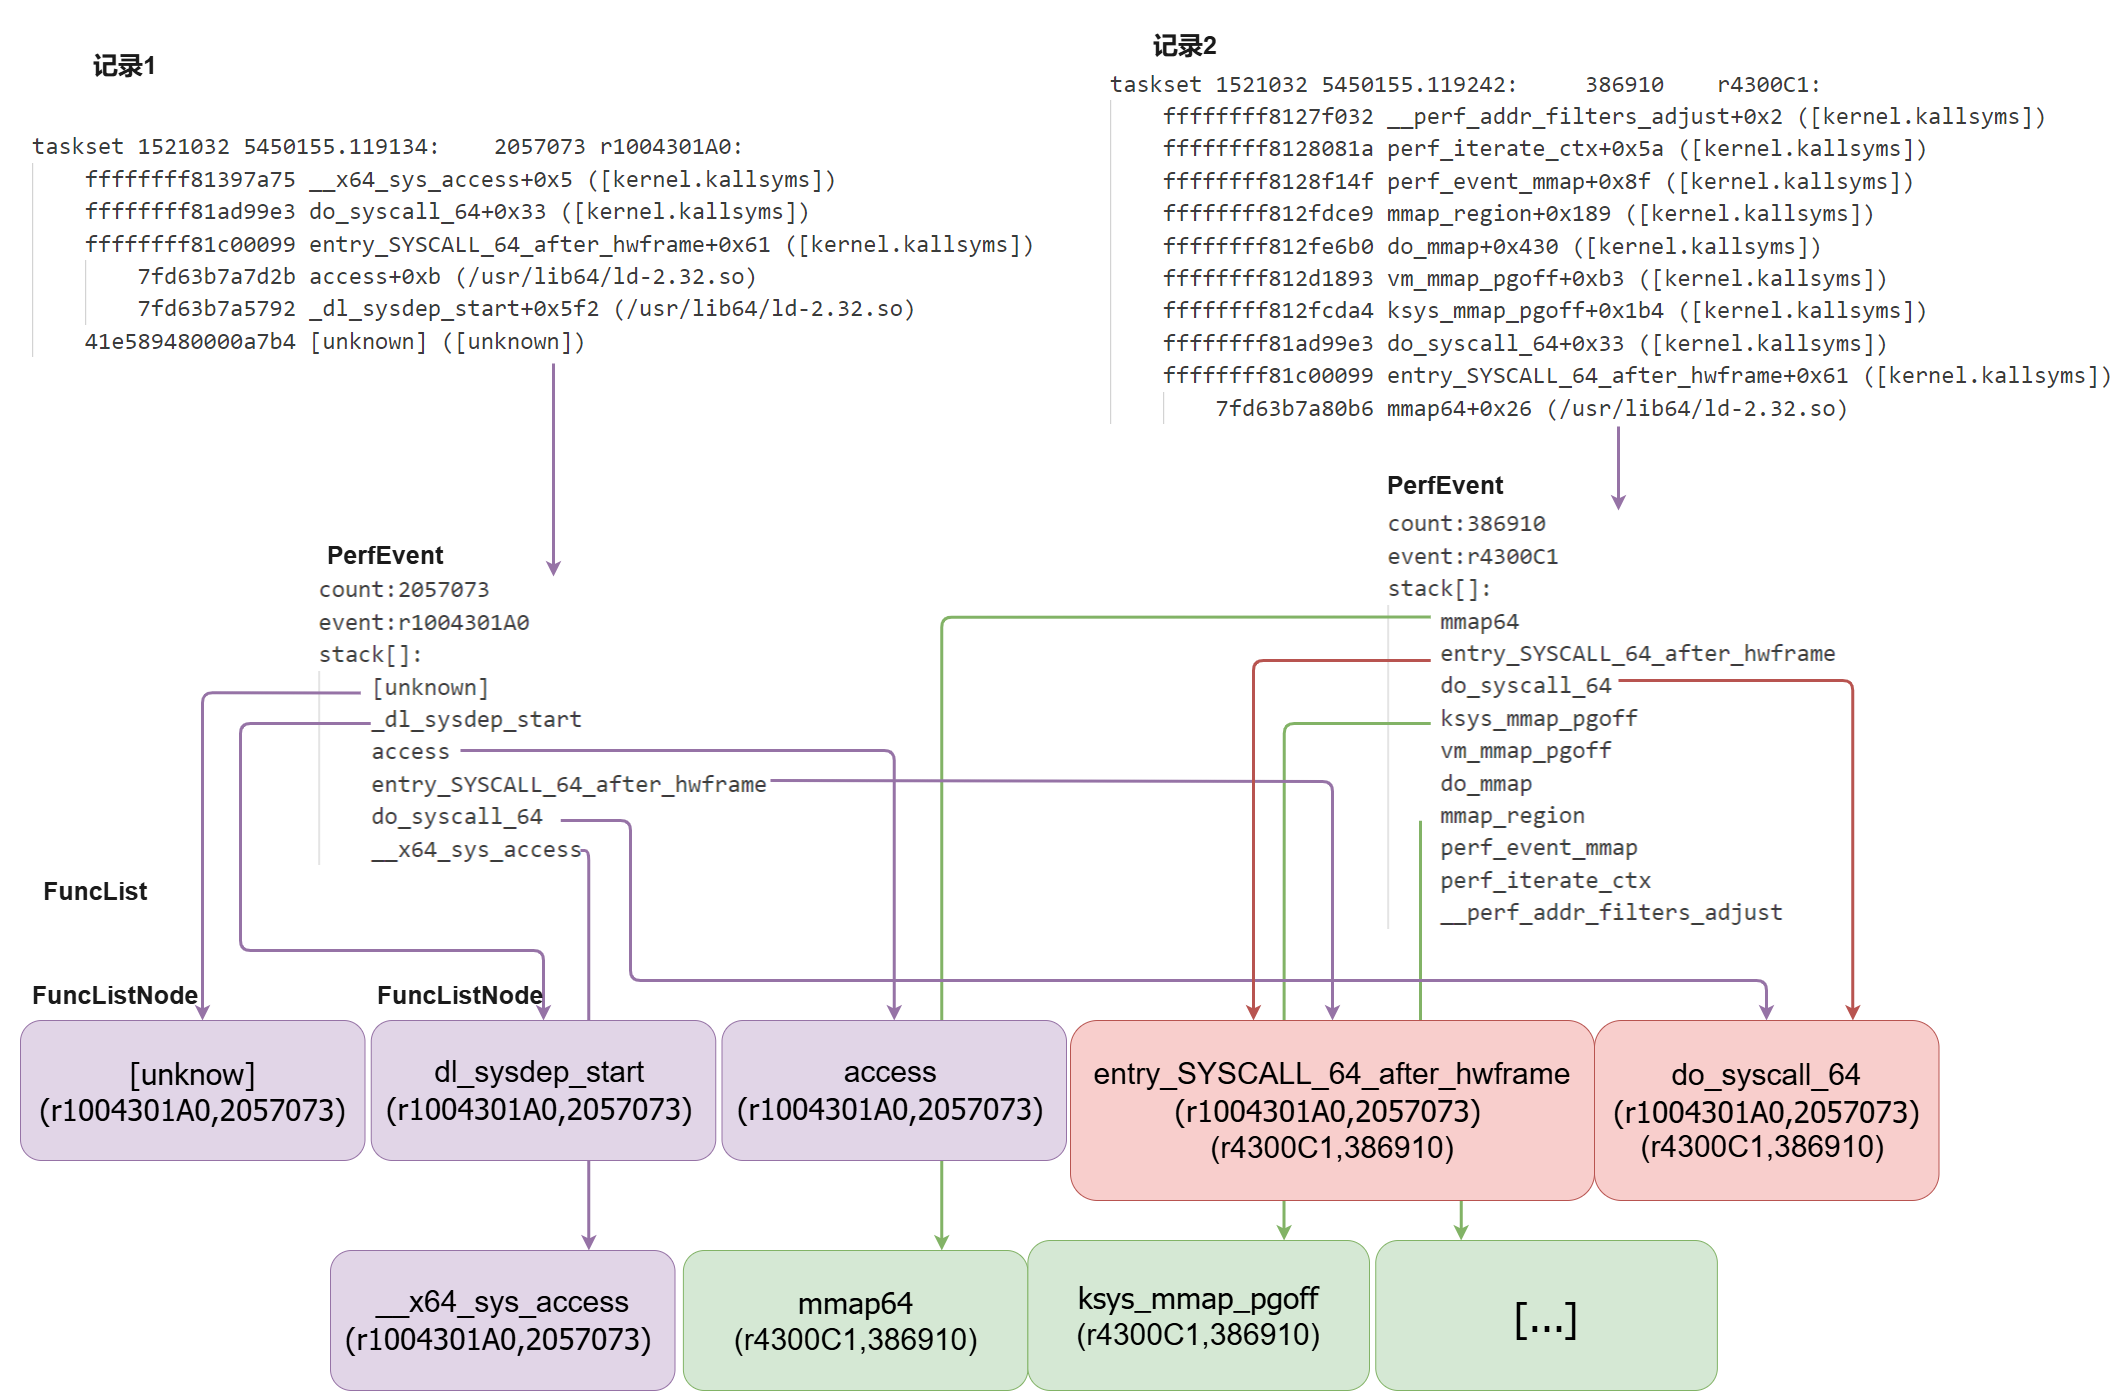 记录1
taskset 1521032 5450155.119134:    2057073 r1004301A0:
ffffffff81397a75 __x64_sys_access+0x5 ([kernel.kallsyms])
ffffffff81ad99e3 do_syscall_64+0x33 ([kernel.kallsyms])
ffffffff81c00099 entry_SYSCALL_64_after_hwframe+0x61 ([kernel.kallsyms])
7fd63b7a7d2b access+0xb (/usr/lib64/ld-2.32.so)
7fd63b7a5792 _dl_sysdep_start+0x5f2 (/usr/lib64/ld-2.32.so)
41e589480000a7b4 [unknown] ([unknown])
记录2
taskset 1521032 5450155.119242:     386910    r4300C1:
ffffffff8127f032 __perf_addr_filters_adjust+0x2 ([kernel.kallsyms])
ffffffff8128081a perf_iterate_ctx+0x5a ([kernel.kallsyms])
ffffffff8128f14f perf_event_mmap+0x8f ([kernel.kallsyms])
ffffffff812fdce9 mmap_region+0x189 ([kernel.kallsyms])
ffffffff812fe6b0 do_mmap+0x430 ([kernel.kallsyms])
ffffffff812d1893 vm_mmap_pgoff+0xb3 ([kernel.kallsyms])
ffffffff812fcda4 ksys_mmap_pgoff+0x1b4 ([kernel.kallsyms])
ffffffff81ad99e3 do_syscall_64+0x33 ([kernel.kallsyms])
ffffffff81c00099 entry_SYSCALL_64_after_hwframe+0x61 ([kernel.kallsyms])
7fd63b7a80b6 mmap64+0x26 (/usr/lib64/ld-2.32.so)
PerfEvent
count:2057073
event:r1004301A0
stack[]:
[unknown]
_dl_sysdep_start
access
entry_SYSCALL_64_after_hwframe
do_syscall_64
__x64_sys_access
PerfEvent
count:386910
event:r4300C1
stack[]:
mmap64
entry_SYSCALL_64_after_hwframe
do_syscall_64
ksys_mmap_pgoff
vm_mmap_pgoff
do_mmap
mmap_region
perf_event_mmap
perf_iterate_ctx
__perf_addr_filters_adjust
FuncList
FuncListNode
FuncListNode
[unknow]
(r1004301A0,2057073)
dl_sysdep_start
(r1004301A0,2057073)
access
(r1004301A0,2057073)
entry_SYSCALL_64_after_hwframe
(r1004301A0,2057073)
(r4300C1,386910)
do_syscall_64
(r1004301A0,2057073)
(r4300C1,386910)
__x64_sys_access
(r1004301A0,2057073)
mmap64
(r4300C1,386910)
ksys_mmap_pgoff
(r4300C1,386910)
[...]